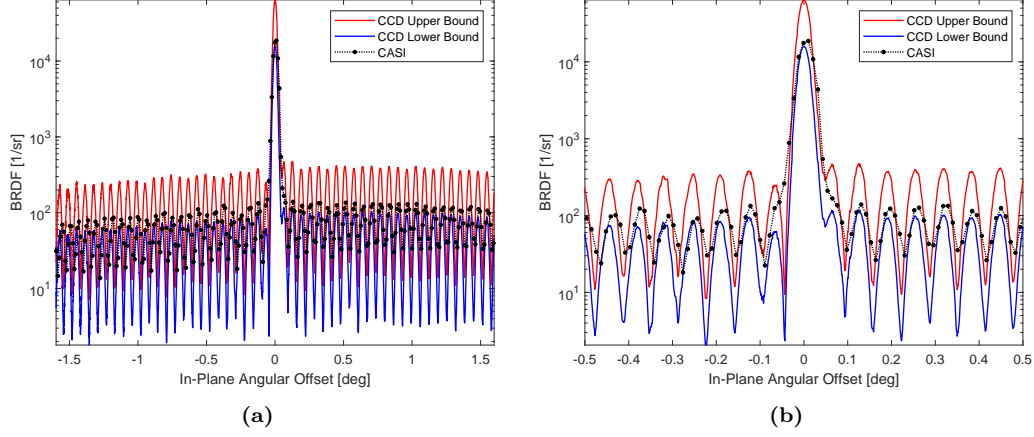 CCD Upper Bound
CCD Lower Bound
CASI
10^4
10^3
10^2
10^1
BRDF [1/sr]
-1.5 -1 -0.5 0 0.5 1 1.5
In-Plane Angular Offset [deg]
(a)
CCD Upper Bound
CCD Lower Bound
CASI
10^4
10^3
10^2
10^1
BRDF [1/sr]
-0.5 -0.4 -0.3 -0.2 -0.1 0 0.1 0.2 0.3 0.4 0.5
In-Plane Angular Offset [deg]
(b)